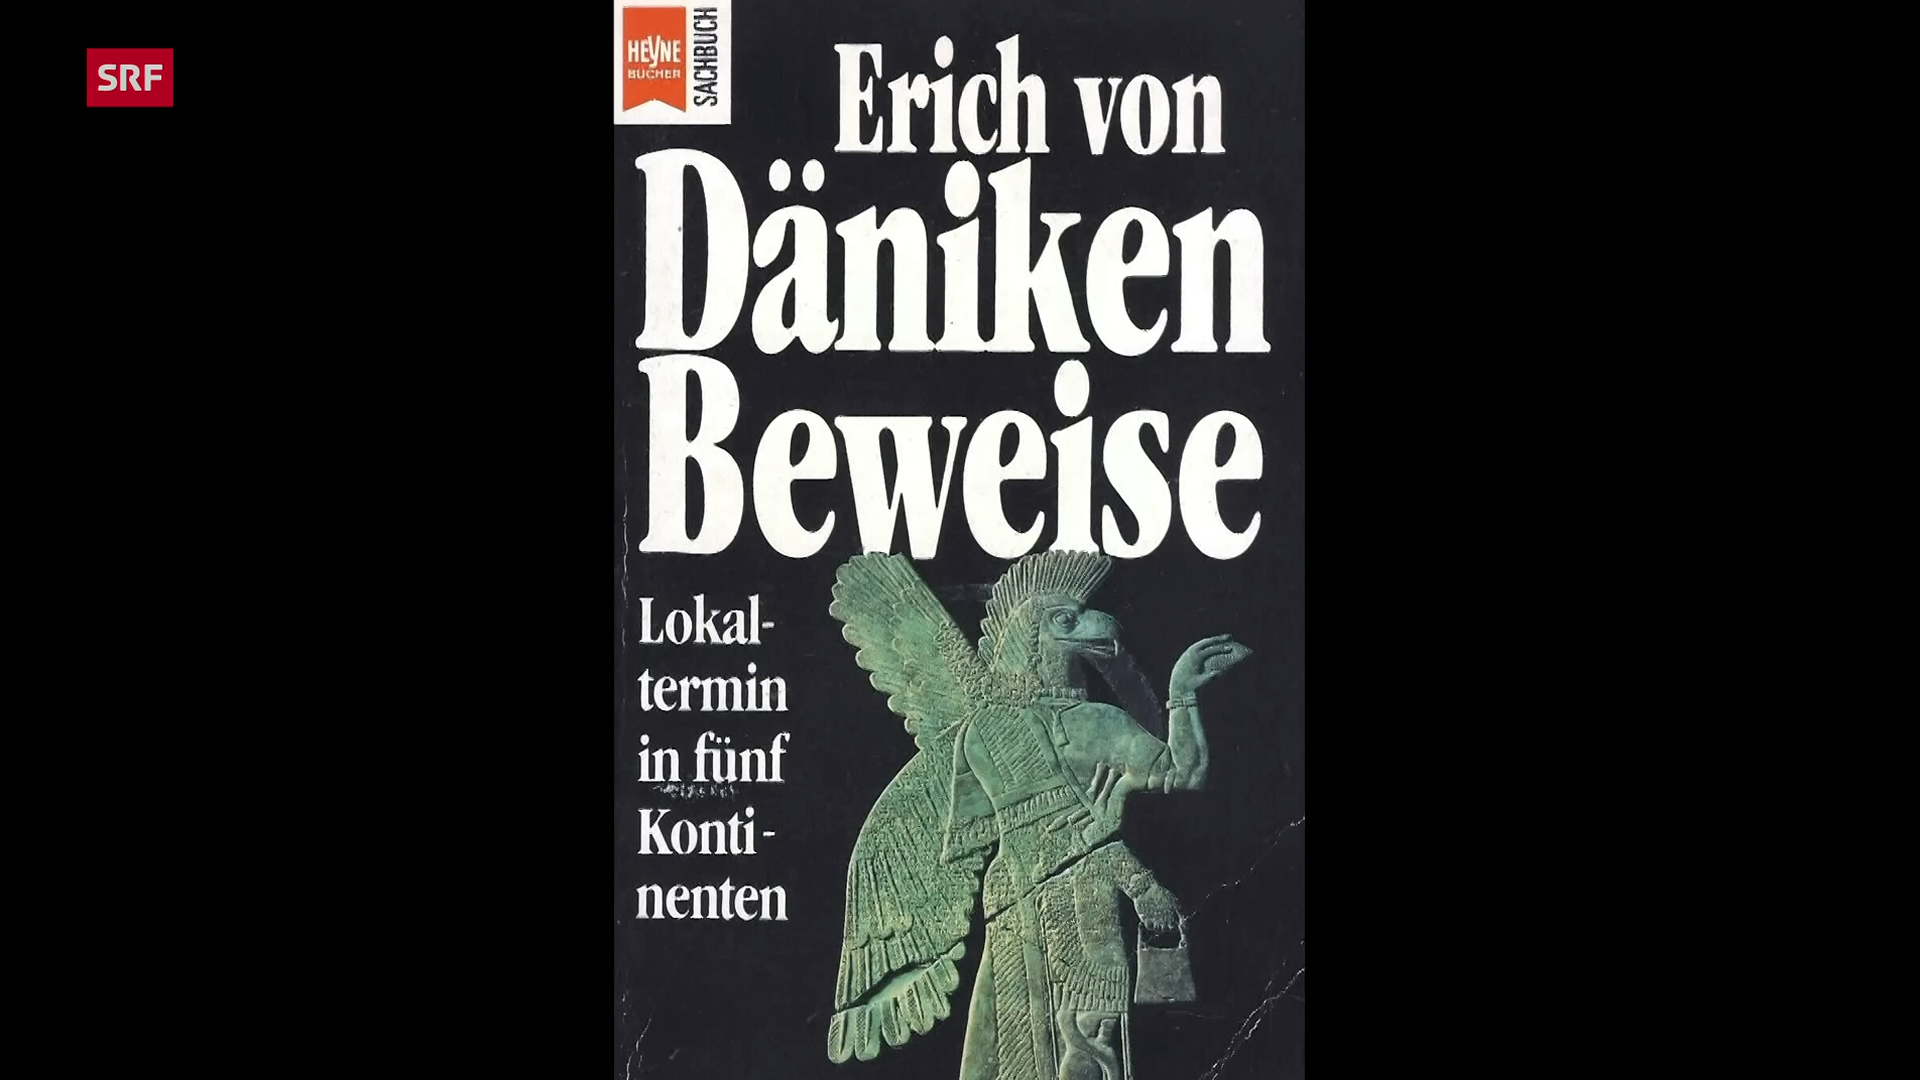 SRF
HEYNE
BÜCHER
SACHBUCH
Erich von
Däniken
Beweise
Lokal-
termin
in fünf
Konti-
nenten